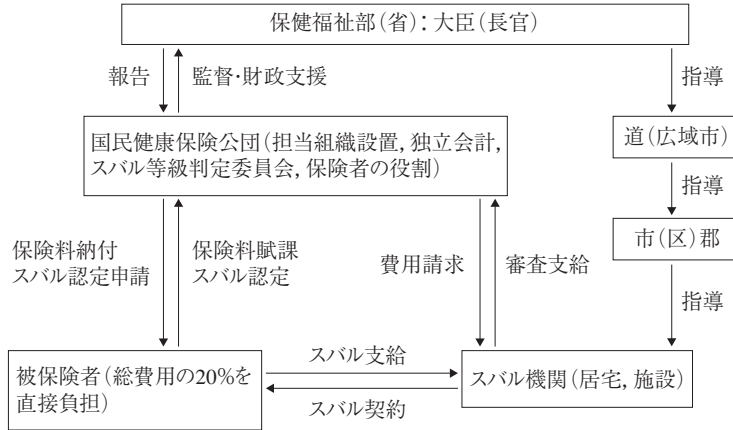 保健福祉部(省)：大臣(長官)
報告
監督・財政支援
指導
国民健康保険公団(担当組織設置, 独立会計,
スバル等級判定委員会, 保険者の役割)
道(広域市)
指導
市(区)郡
保険料納付
スバル認定申請
保険料賦課
スバル認定
費用請求
審査支給
指導
被保険者(総費用の20%を
直接負担)
スバル支給
スバル契約
スバル機関(居宅, 施設)